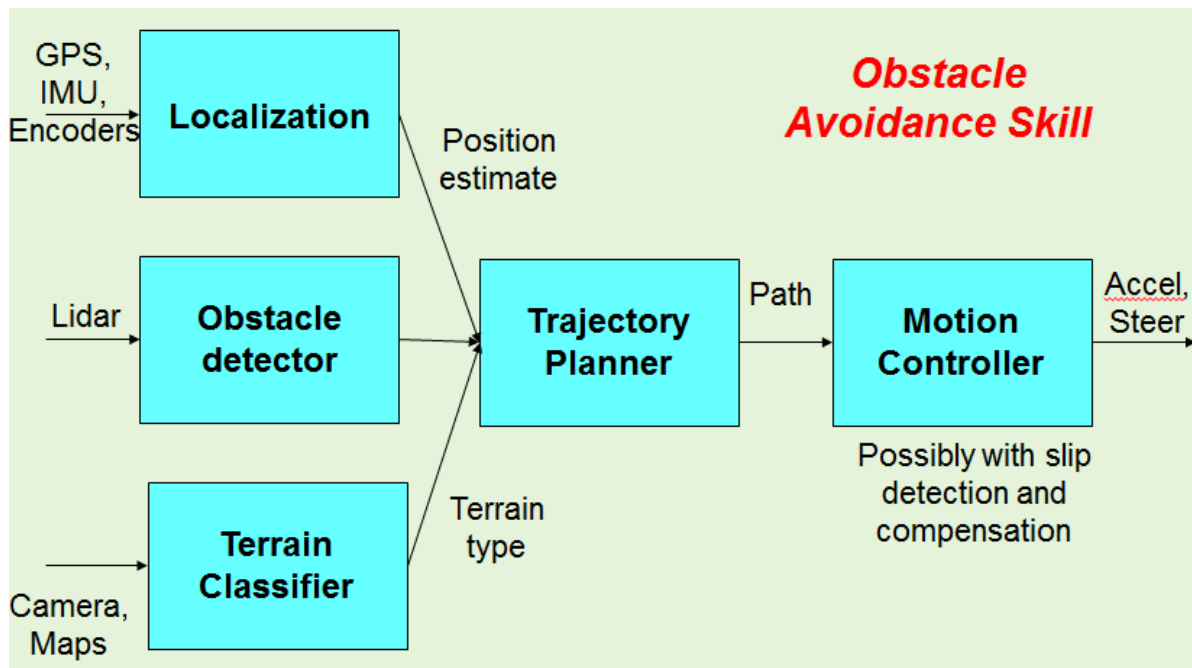 GPS,
IMU,
Encoders
Localization
Obstacle
Avoidance Skill
Position
estimate
Lidar
Obstacle
detector
Trajectory
Planner
Path
Motion
Controller
Accel,
Steer
Possibly with slip
detection and
compensation
Terrain
Classifier
Terrain
type
Camera,
Maps